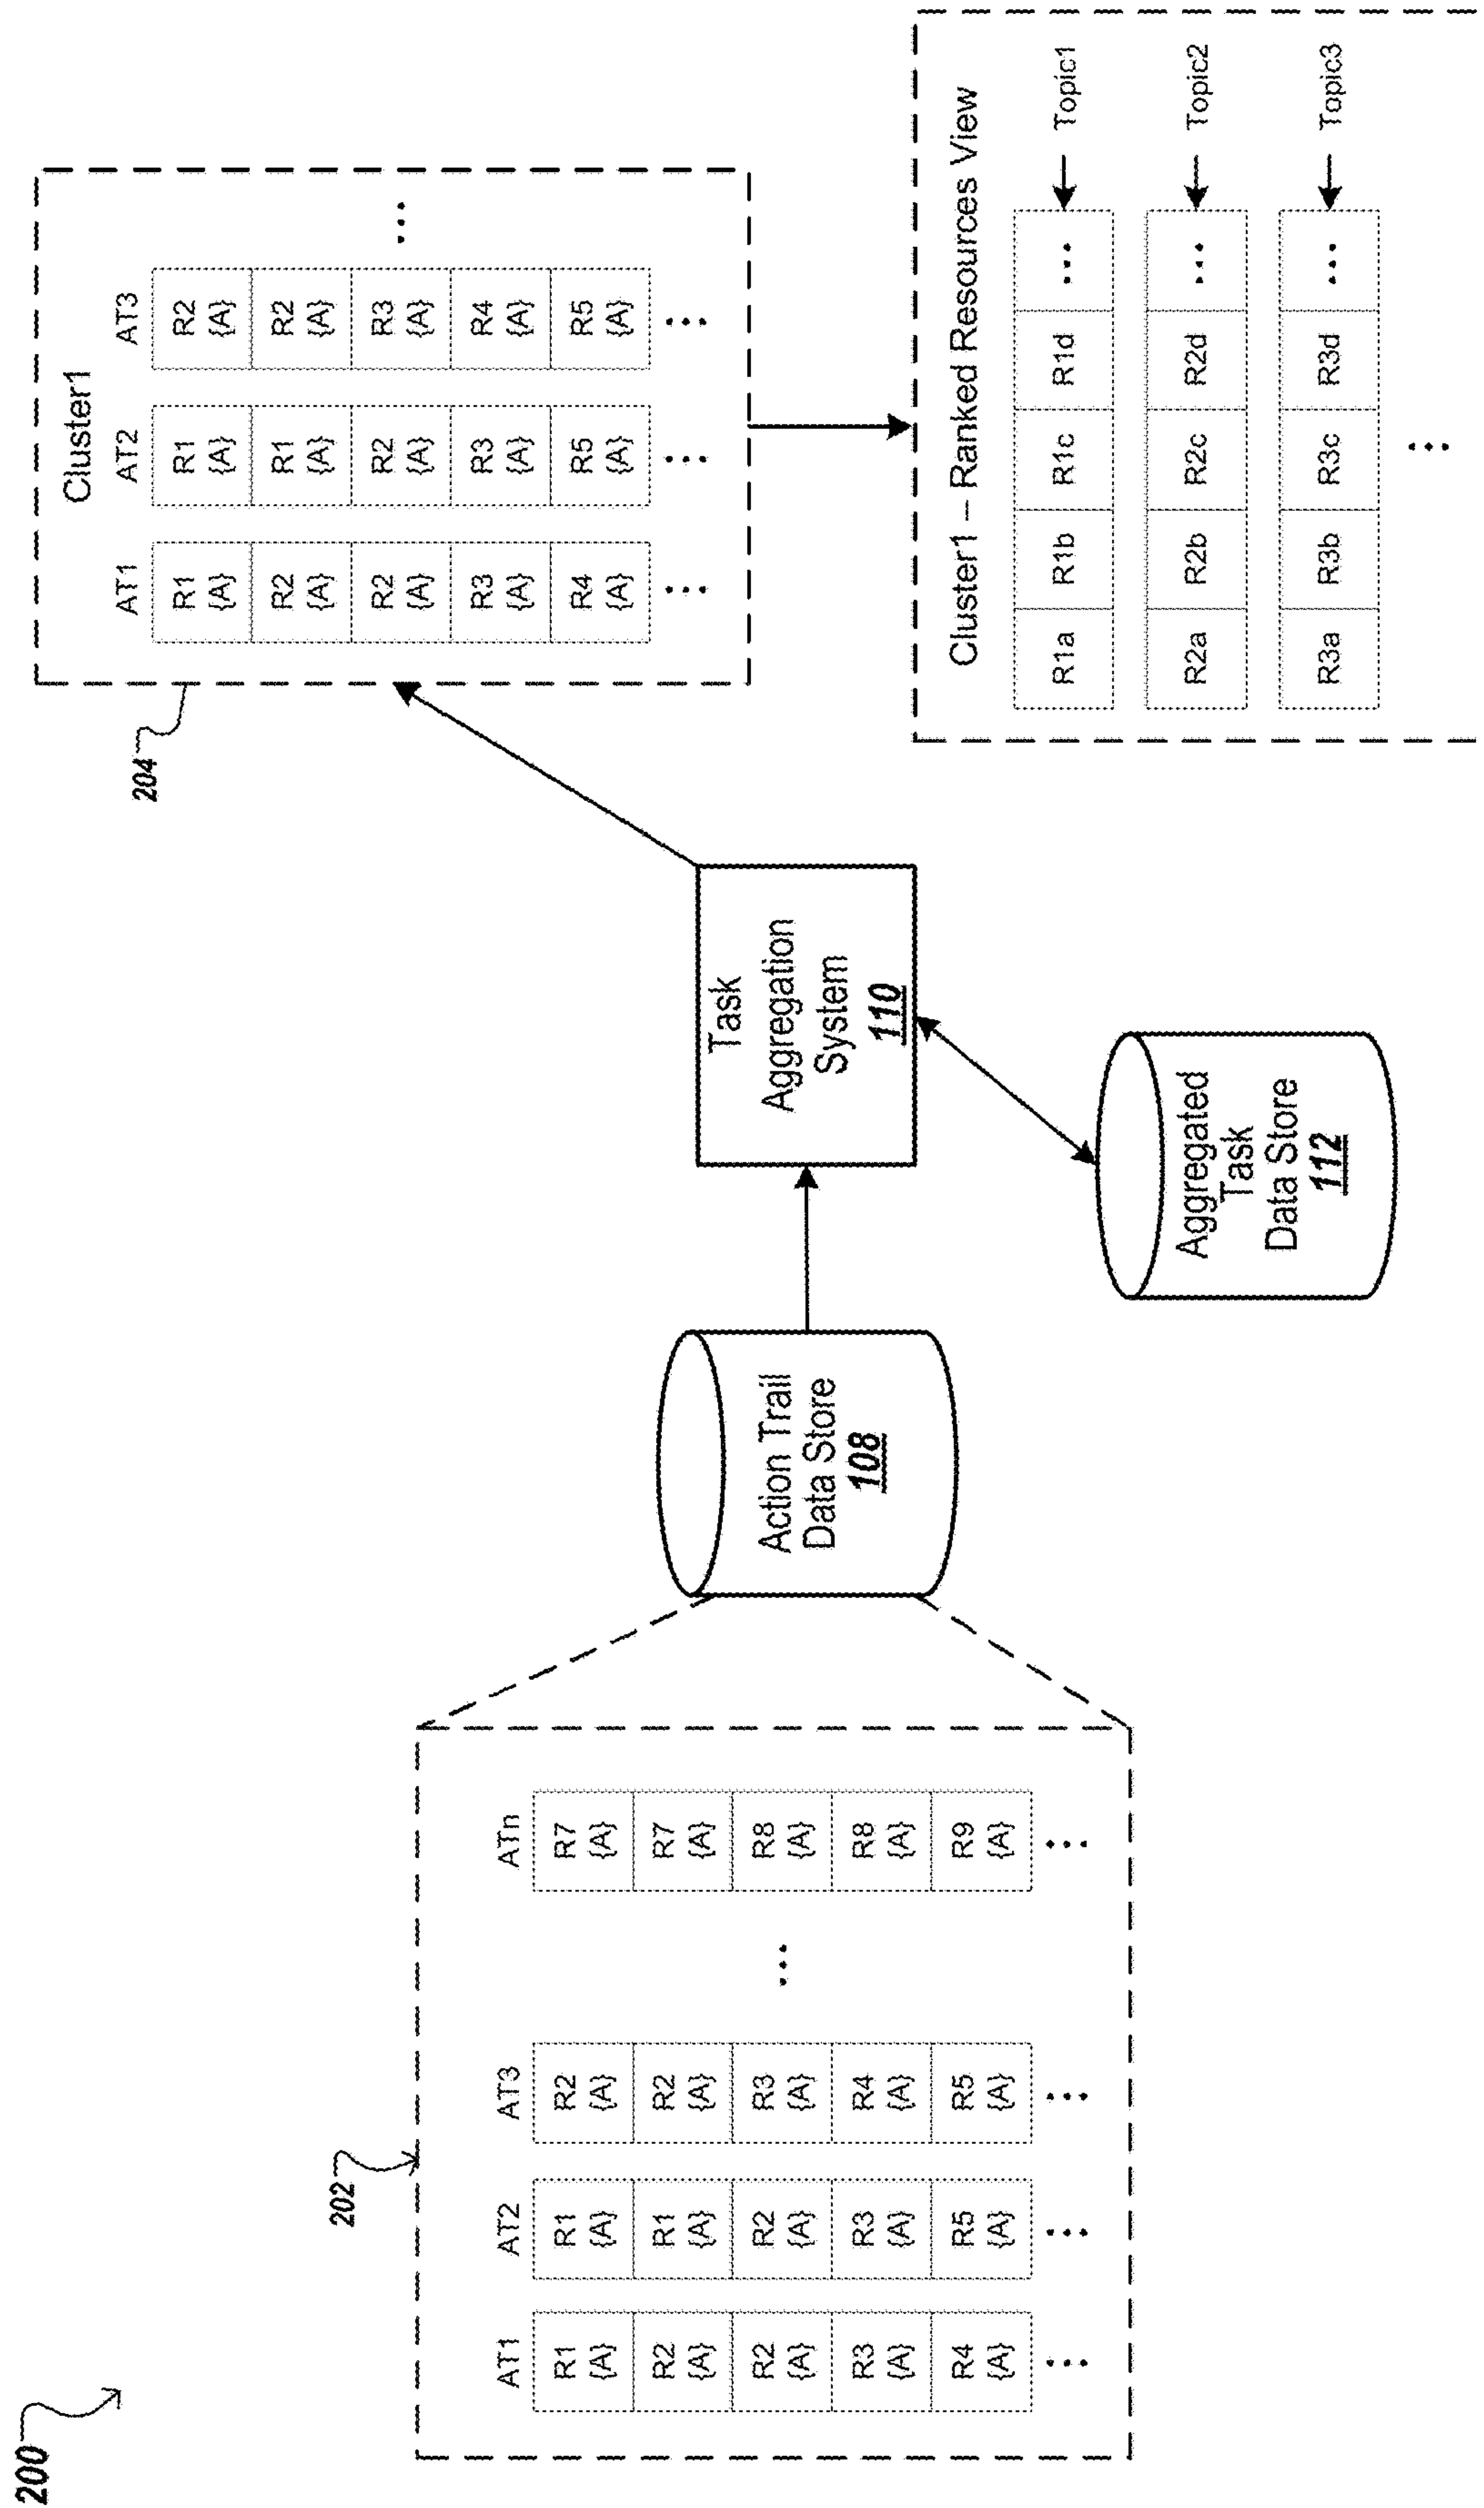 200
202
AT1 AT2 AT3 ATn
R1 R1 R2 R7
{A} {A} {A} {A}
R2 R1 R2 R7
{A} {A} {A} {A}
R2 R2 R3 R8
{A} {A} {A} {A}
R3 R3 R4 R8
{A} {A} {A} {A}
R4 R5 R5 R9
{A} {A} {A} {A}
Action Trail
Data Store
108
Task
Aggregation
System
110
Aggregated
Task
Data Store
112
204
Cluster1
AT1 AT2 AT3
R1 R1 R2
{A} {A} {A}
R2 R1 R2
{A} {A} {A}
R2 R2 R3
{A} {A} {A}
R3 R3 R4
{A} {A} {A}
R4 R5 R5
{A} {A} {A}
Cluster1 – Ranked Resources View
R1a R1b R1c R1d ... Topic1
R2a R2b R2c R2d ... Topic2
R3a R3b R3c R3d ... Topic3